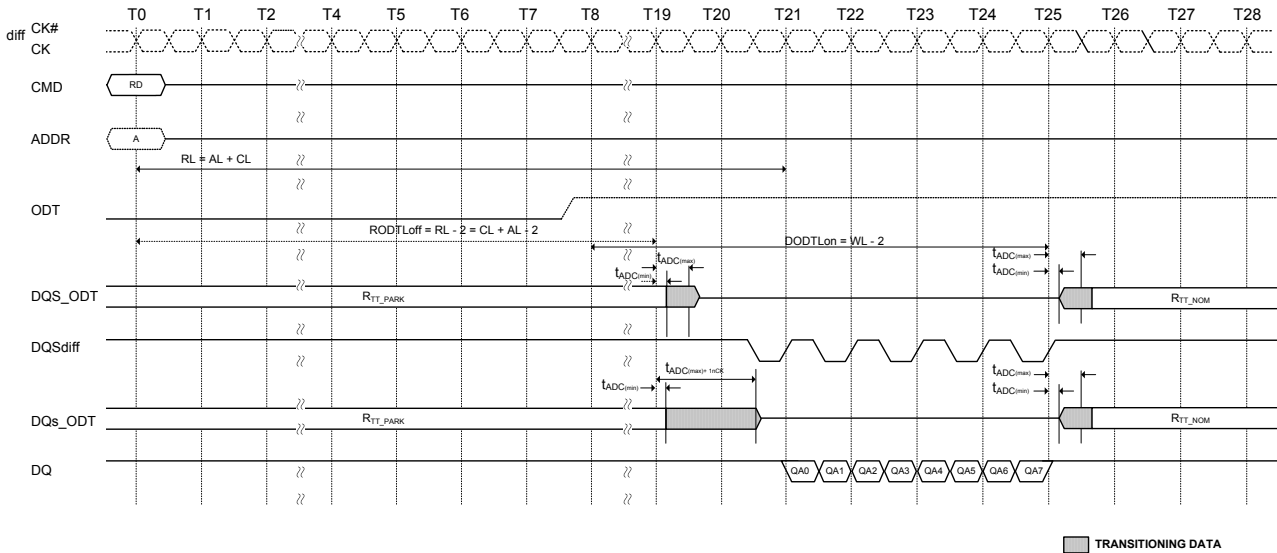 T0 T1 T2 T4 T5 T6 T7 T8 T19 T20 T21 T22 T23 T24 T25 T26 T27 T28
diff CK#
CK
CMD RD
ADDR A
RL = AL + CL
ODT
RODTLoff = RL - 2 = CL + AL - 2
DODTLon = WL - 2
tADC(max) tADC(max)
tADC(min) tADC(min)
DQS_ODT RTT_PARK RTT_NOM
DQSdiff
tADC(max)+ 1nCK tADC(max)
tADC(min) tADC(min)
DQs_ODT RTT_PARK RTT_NOM
DQ QA0 QA1 QA2 QA3 QA4 QA5 QA6 QA7
TRANSITIONING DATA